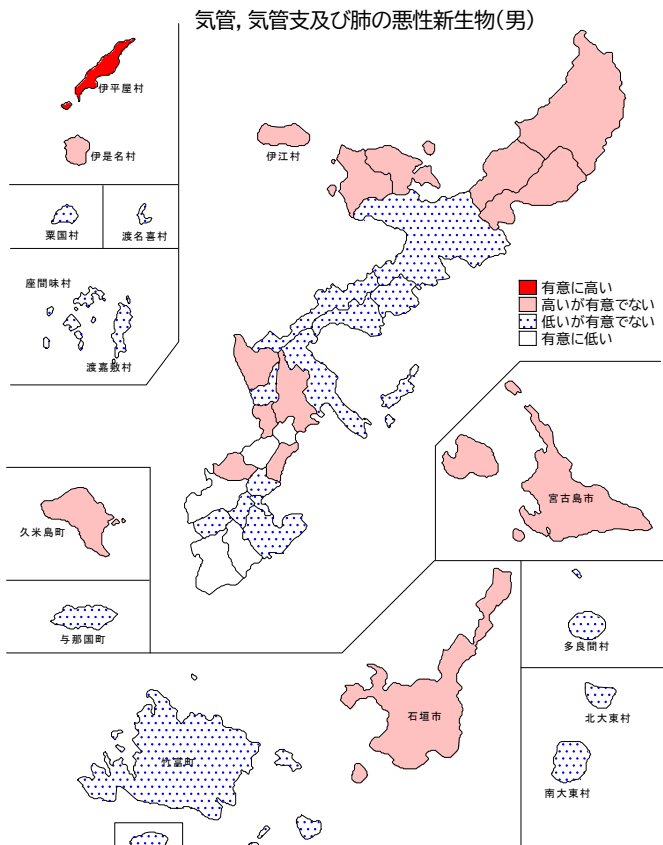 気管，気管支及び肺の悪性新生物(男)
伊平屋村
伊是名村
伊江村
粟国村
渡名喜村
座間味村
渡嘉敷村
有意に高い
高いが有意でない
低いが有意でない
有意に低い
久米島町
宮古島市
与那国町
多良間村
石垣市
北大東村
竹富町
南大東村